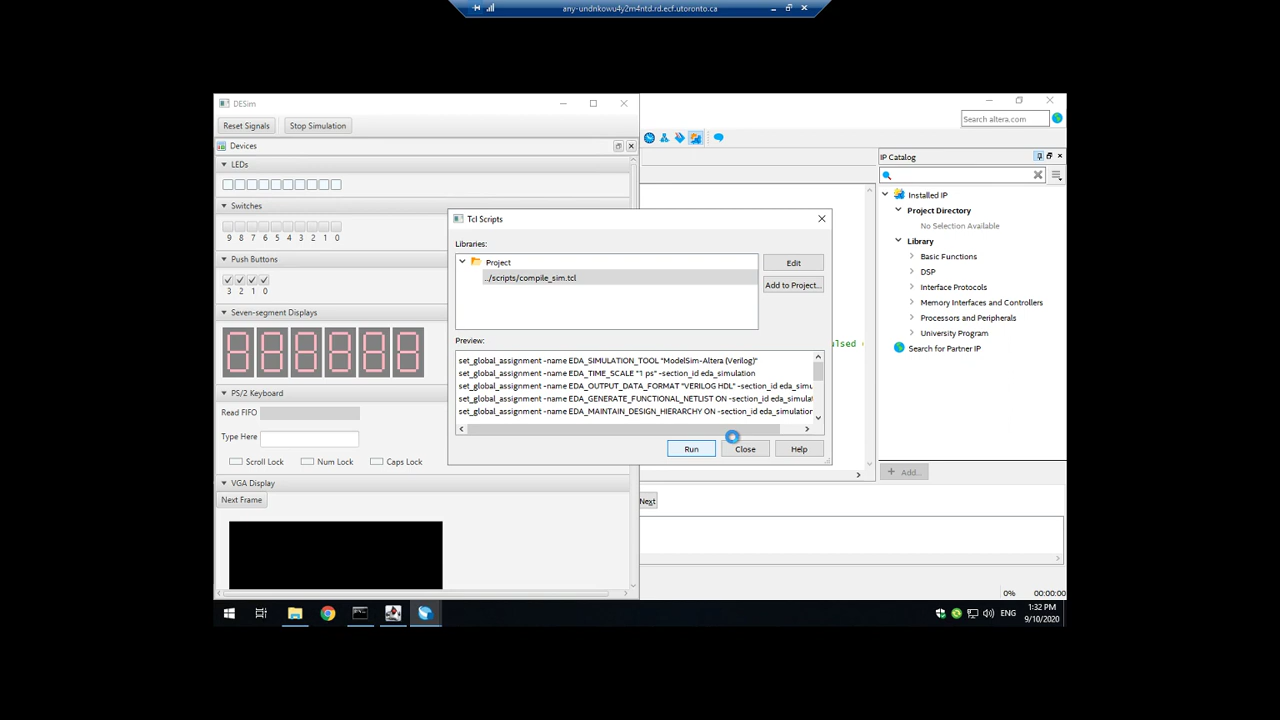 any-undnkowu4y2m4ntd.rd.ecf.utoronto.ca
DESim
Reset Signals
Stop Simulation
Devices
LEDs
Switches
9 8 7 6 5 4 3 2 1 0
Push Buttons
3 2 1 0
Seven-segment Displays
PS/2 Keyboard
Read FIFO
Type Here
Scroll Lock
Num Lock
Caps Lock
VGA Display
Next Frame
Tcl Scripts
Libraries:
Project
../scripts/compile_sim.tcl
Edit
Add to Project...
Preview:
set_global_assignment -name EDA_SIMULATION_TOOL "ModelSim-Altera (Verilog)"
set_global_assignment -name EDA_TIME_SCALE "1 ps" -section_id eda_simulation
set_global_assignment -name EDA_OUTPUT_DATA_FORMAT "VERILOG HDL" -section_id eda_simu
set_global_assignment -name EDA_GENERATE_FUNCTIONAL_NETLIST ON -section_id eda_simulat
set_global_assignment -name EDA_MAINTAIN_DESIGN_HIERARCHY ON -section_id eda_simulation
Run
Close
Help
ulsed
Next
Search altera.com
IP Catalog
Installed IP
Project Directory
No Selection Available
Library
Basic Functions
DSP
Interface Protocols
Memory Interfaces and Controllers
Processors and Peripherals
University Program
Search for Partner IP
+ Add...
0%
00:00:00
ENG
1:32 PM
9/10/2020